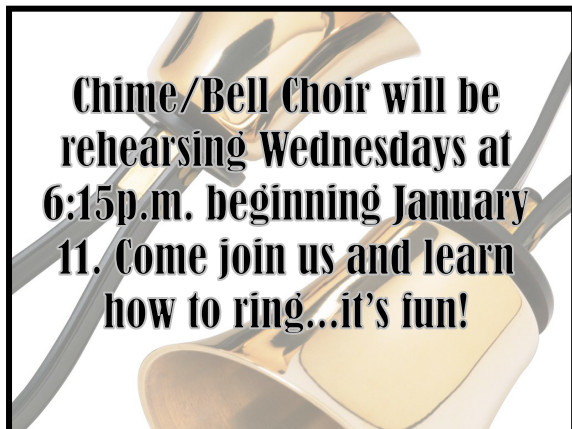 Chime/Bell Choir will be
rehearsing Wednesdays at
6:15p.m. beginning January
11. Come join us and learn
how to ring...it's fun!